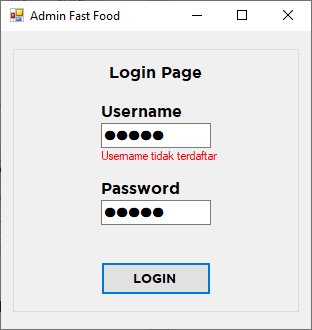 Admin Fast Food
Login Page
Username
●●●●●
Username tidak terdaftar
Password
●●●●●
LOGIN